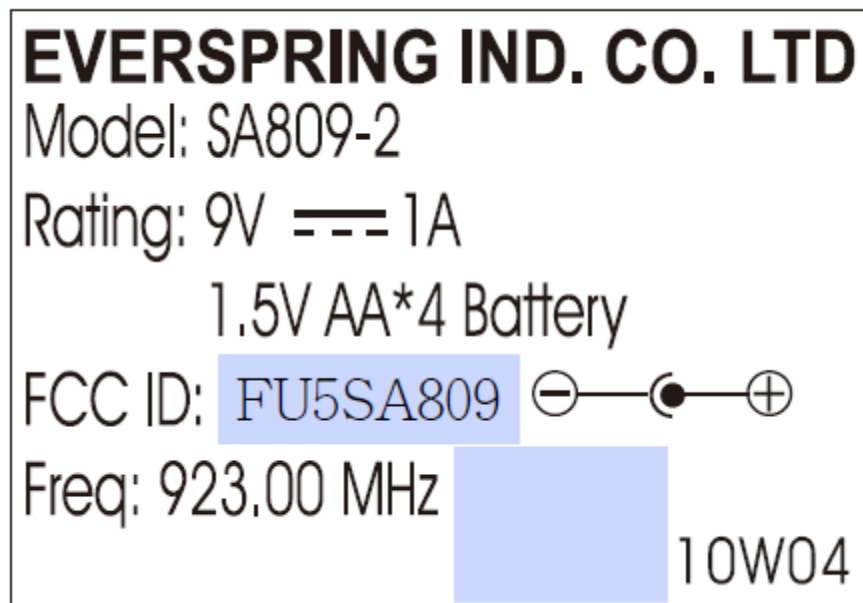 EVERSPRING IND. CO. LTD
Model: SA809-2
Rating: 9V ⎓ 1A
1.5V AA*4 Battery
FCC ID: FU5SA809
Freq: 923.00 MHz
10W04